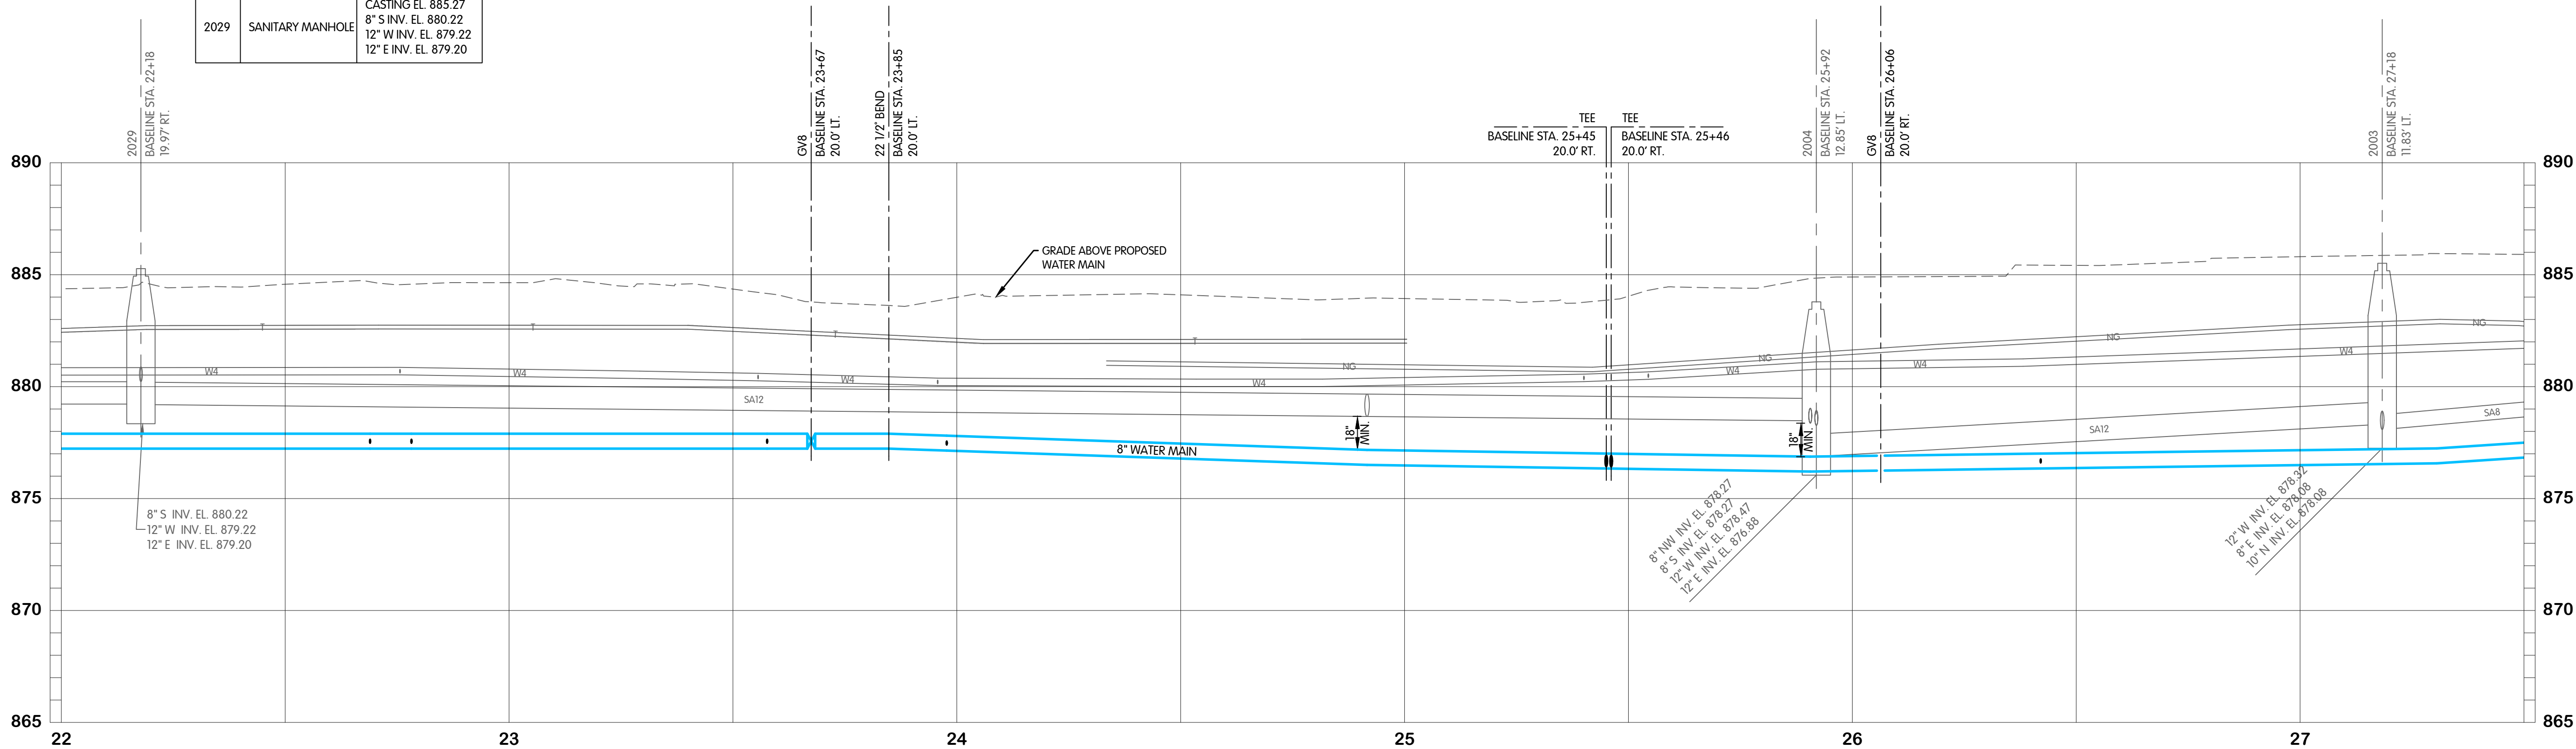 2029
SANITARY MANHOLE
CASTING EL. 885.27
8" S INV. EL. 880.22
12" W INV. EL. 879.22
12" E INV. EL. 879.20
2029
BASELINE STA. 22+18
19.97' RT.
GV8
BASELINE STA. 23+67
20.0' LT.
22 1/2° BEND
BASELINE STA. 23+85
20.0' LT.
TEE
BASELINE STA. 25+45
20.0' RT.
TEE
BASELINE STA. 25+46
20.0' RT.
2004
BASELINE STA. 25+92
12.85' LT.
GV8
BASELINE STA. 26+06
20.0' RT.
2003
BASELINE STA. 27+18
11.83' LT.
890
890
GRADE ABOVE PROPOSED
WATER MAIN
885
885
T
T
T
T
NG
NG
NG
NG
W4
W4
W4
W4
W4
W4
W4
880
880
SA12
SA12
SA8
18"
MIN.
18"
MIN.
8" WATER MAIN
875
875
8" S INV. EL. 880.22
12" W INV. EL. 879.22
12" E INV. EL. 879.20
8" NW INV. EL. 878.27
8" S INV. EL. 878.27
12" W INV. EL. 878.47
12" E INV. EL. 876.88
12" W INV. EL. 878.32
8" E INV. EL. 878.08
10" N INV. EL. 878.08
870
870
865
865
22
23
24
25
26
27